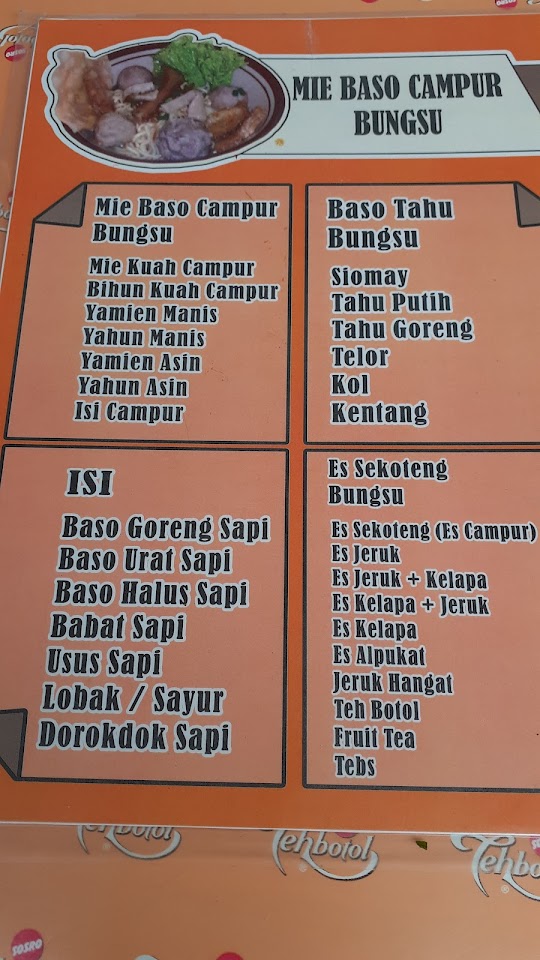 MIE BASO CAMPUR
BUNGSU
Mie Baso Campur
Bungsu
Mie Kuah Campur
Bihun Kuah Campur
Yamien Manis
Yahun Manis
Yamien Asin
Yahun Asin
Isi Campur
Baso Tahu
Bungsu
Siomay
Tahu Putih
Tahu Goreng
Telor
Kol
Kentang
ISI
Baso Goreng Sapi
Baso Urat Sapi
Baso Halus Sapi
Babat Sapi
Usus Sapi
Lobak / Sayur
Dorokdok Sapi
Es Sekoteng
Bungsu
Es Sekoteng (Es Campur)
Es Jeruk
Es Jeruk + Kelapa
Es Kelapa + Jeruk
Es Kelapa
Es Alpukat
Jeruk Hangat
Teh Botol
Fruit Tea
Tebs
Tehbotol
Tehbotol
Tehbo
SOSRO
SOSRO